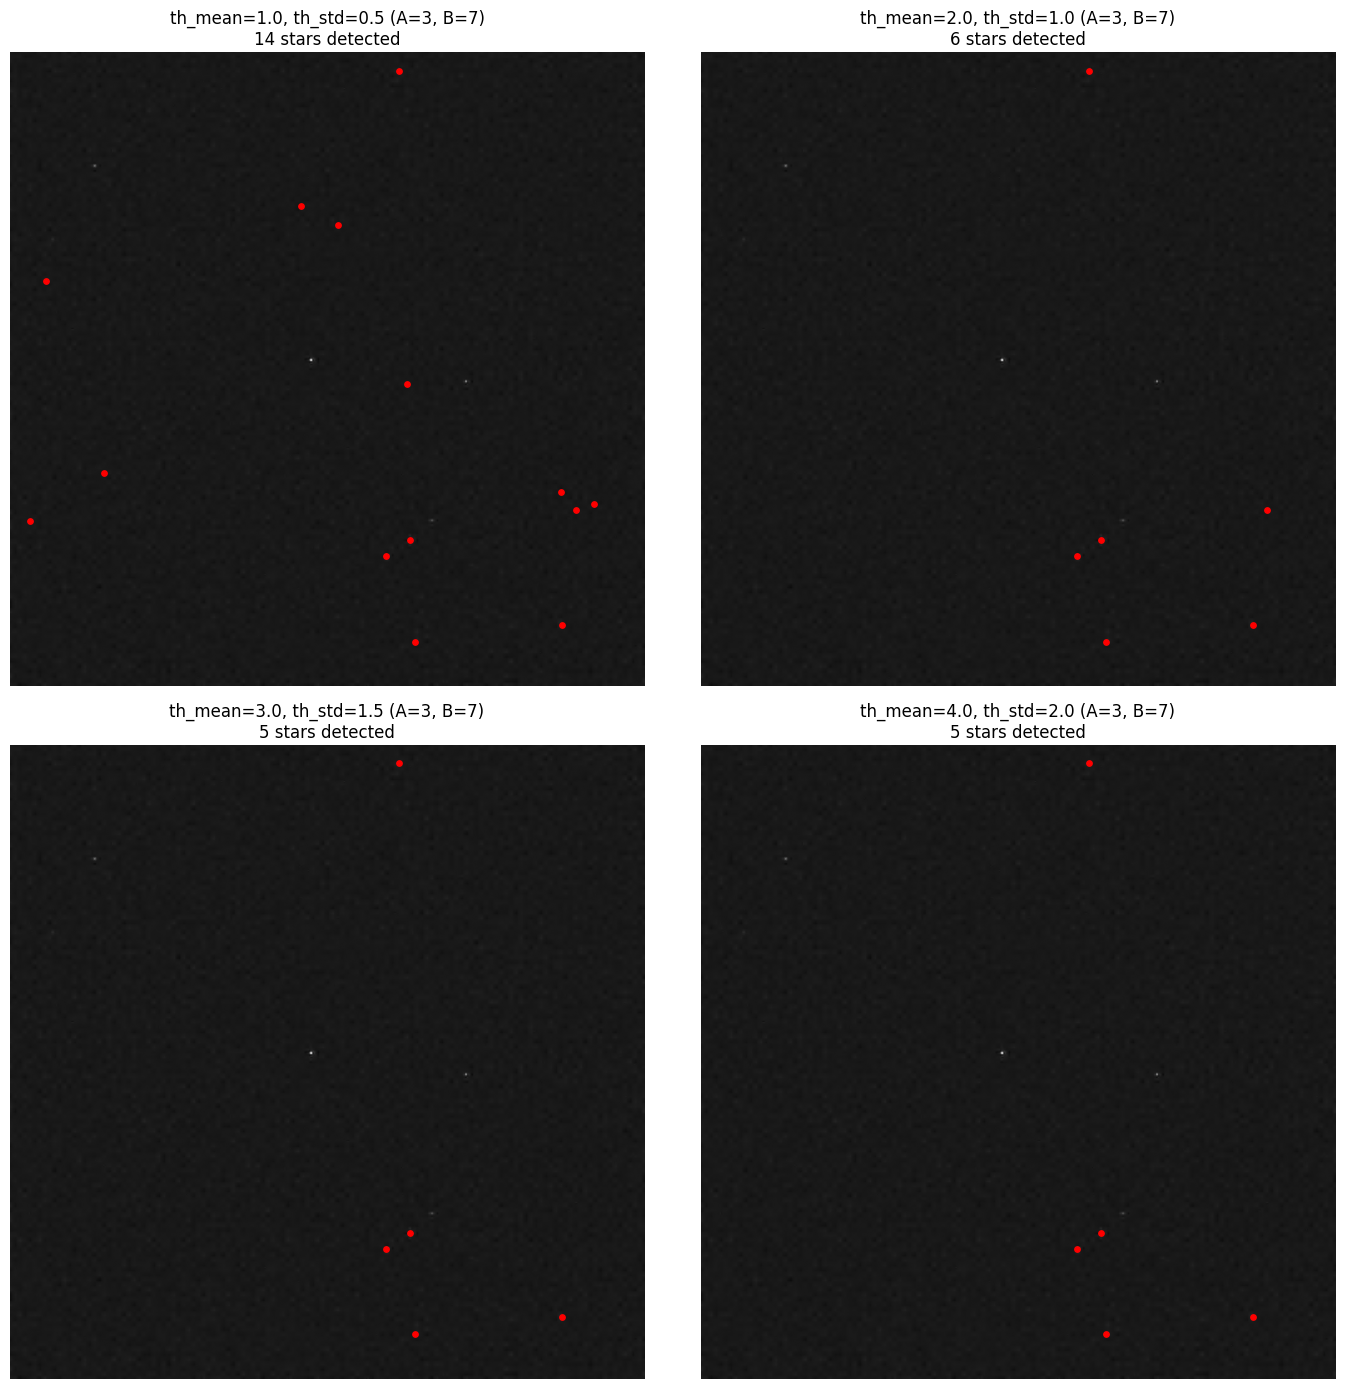 th_mean=1.0, th_std=0.5 (A=3, B=7)
14 stars detected
th_mean=2.0, th_std=1.0 (A=3, B=7)
6 stars detected
th_mean=3.0, th_std=1.5 (A=3, B=7)
5 stars detected
th_mean=4.0, th_std=2.0 (A=3, B=7)
5 stars detected